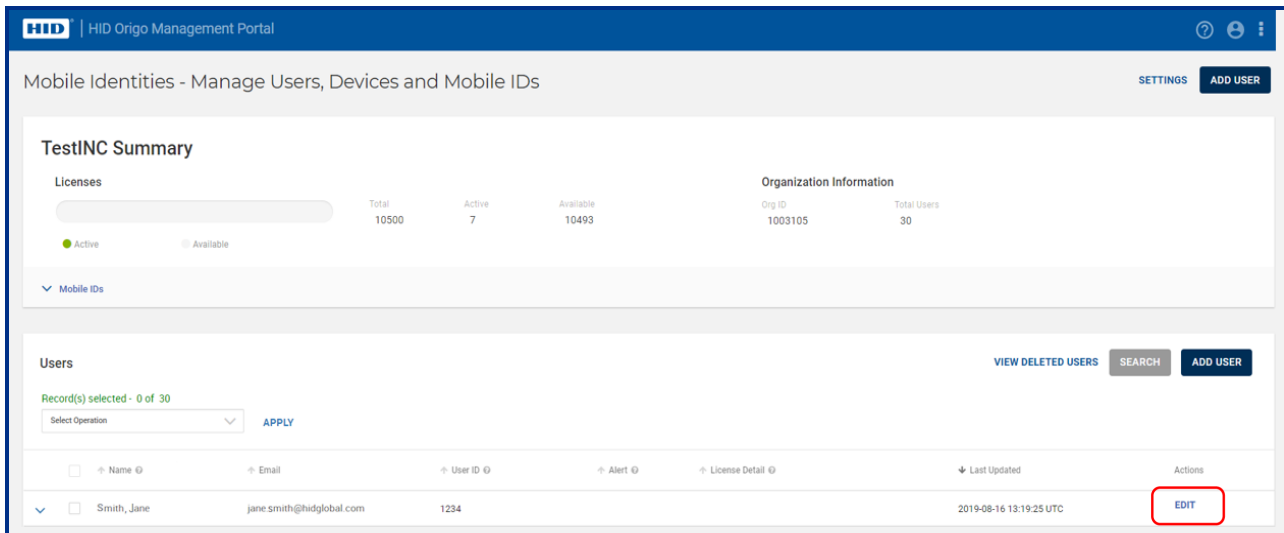 HID® | HID Origo Management Portal
Mobile Identities - Manage Users, Devices and Mobile IDs
SETTINGS ADD USER
TestINC Summary
Licenses
Organization Information
Total Active Available Org ID Total Users
10500 7 10493 1003105 30
Active Available
Mobile IDs
Users
VIEW DELETED USERS SEARCH ADD USER
Record(s) selected - 0 of 30
Select Operation APPLY
Name Email User ID Alert License Detail Last Updated Actions
Smith, Jane jane.smith@hidglobal.com 1234 2019-08-16 13:19:25 UTC EDIT